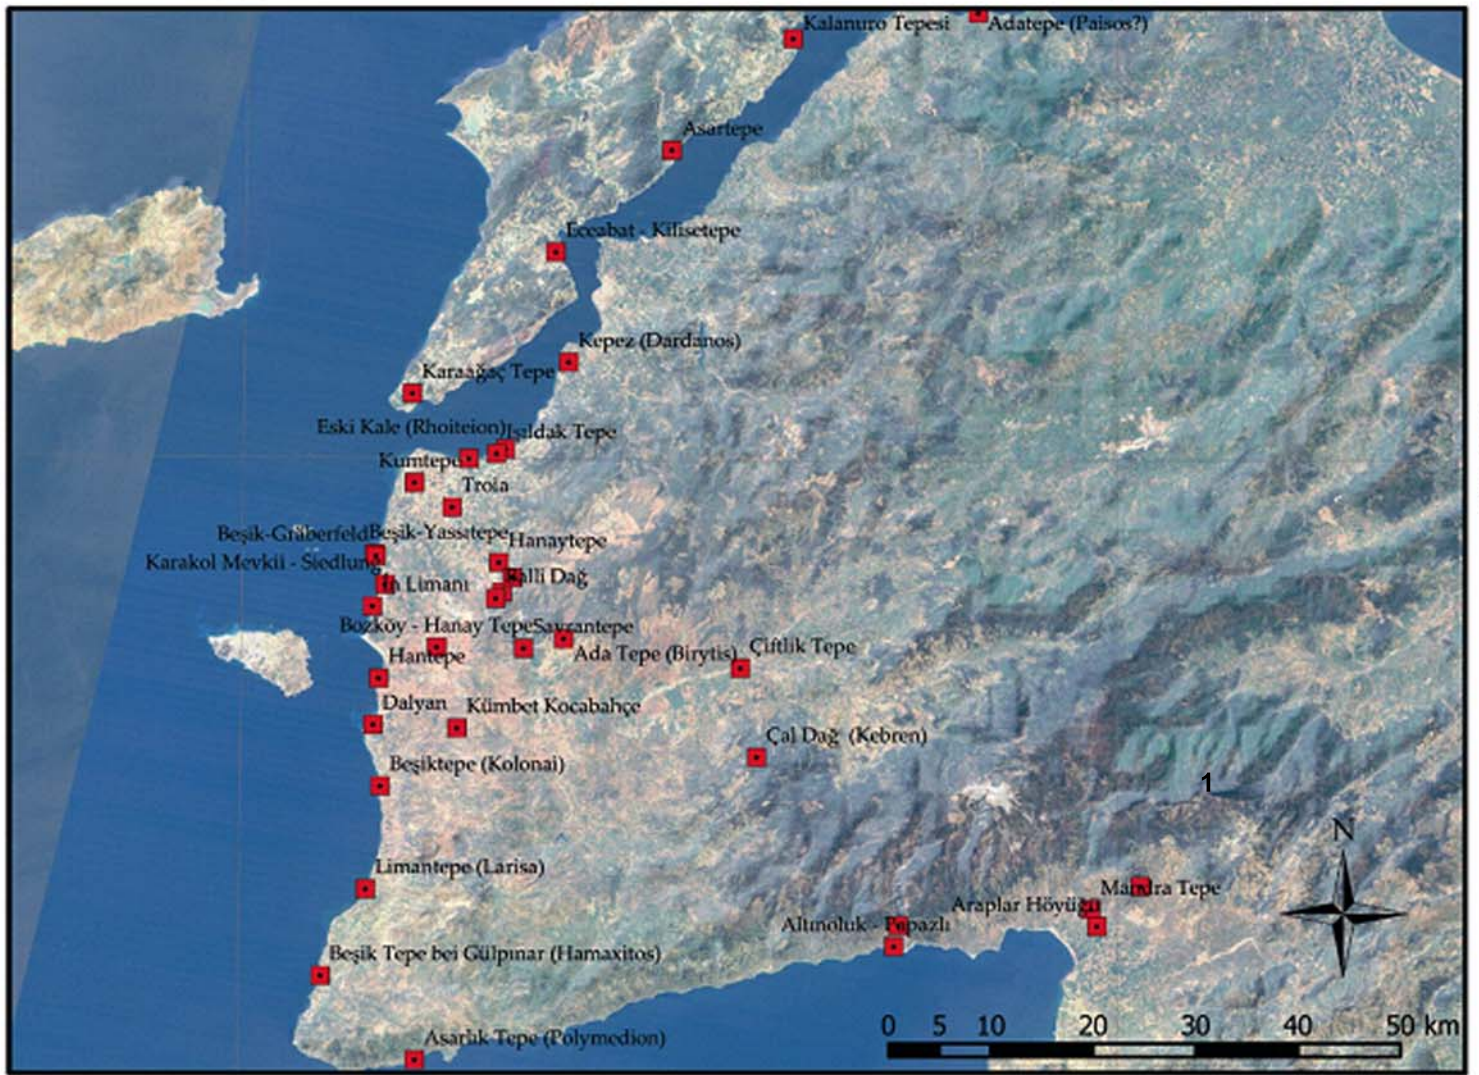 Kalanuro Tepesi
Adatepe (Paisos?)
Asartepe
Eceabat - Kilisetepe
Kepez (Dardanos)
Karaağaç Tepe
Eski Kale (Rhoiteion)
Işıldak Tepe
Kumtepe
Troia
Beşik-Gräberfeld
Beşik-Yassıtepe
Hanaytepe
Karakol Mevkii - Siedlung
Ballı Dağ
Limanı
Bozköy - Hanay Tepe
Savrantepe
Hantepe
Ada Tepe (Birytis)
Çiftlik Tepe
Dalyan
Kümbet Kocabahçe
Çal Dağ (Kebren)
Beşiktepe (Kolonai)
1
N
Limantepe (Larisa)
Mandra Tepe
Araplar Höyüğü
Altınoluk - Papazlı
Beşik Tepe bei Gülpınar (Hamaxitos)
Asarlık Tepe (Polymedion)
0 5 10 20 30 40 50 km